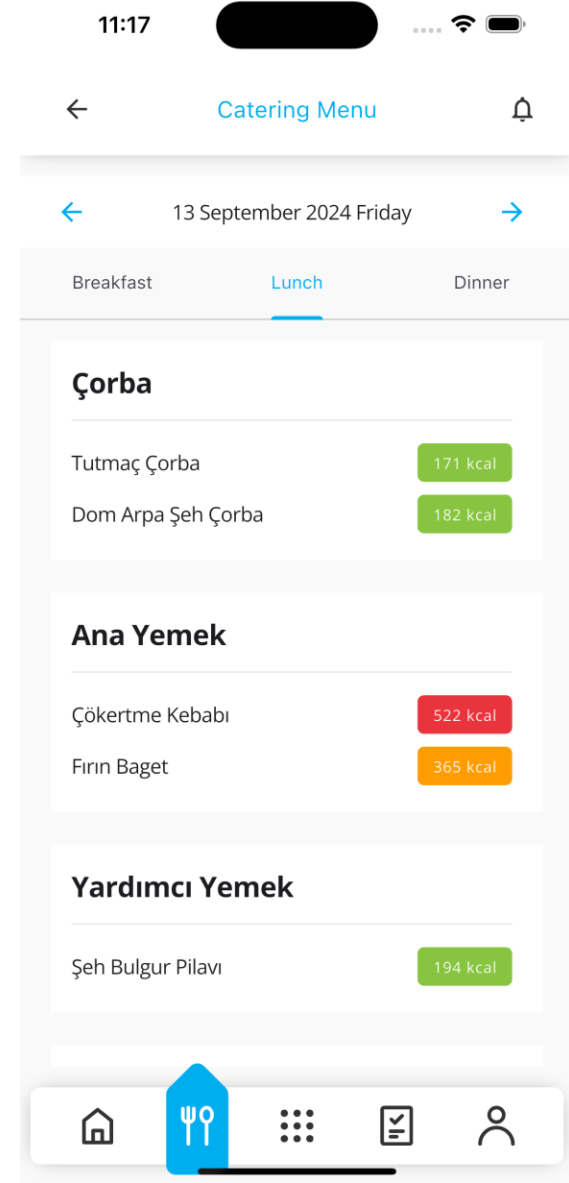 11:17
Catering Menu
13 September 2024 Friday
Breakfast Lunch Dinner
Çorba
Tutmaç Çorba 171 kcal
Dom Arpa Şeh Çorba 182 kcal
Ana Yemek
Çökertme Kebabı 522 kcal
Fırın Baget 365 kcal
Yardımcı Yemek
Şeh Bulgur Pilavı 194 kcal